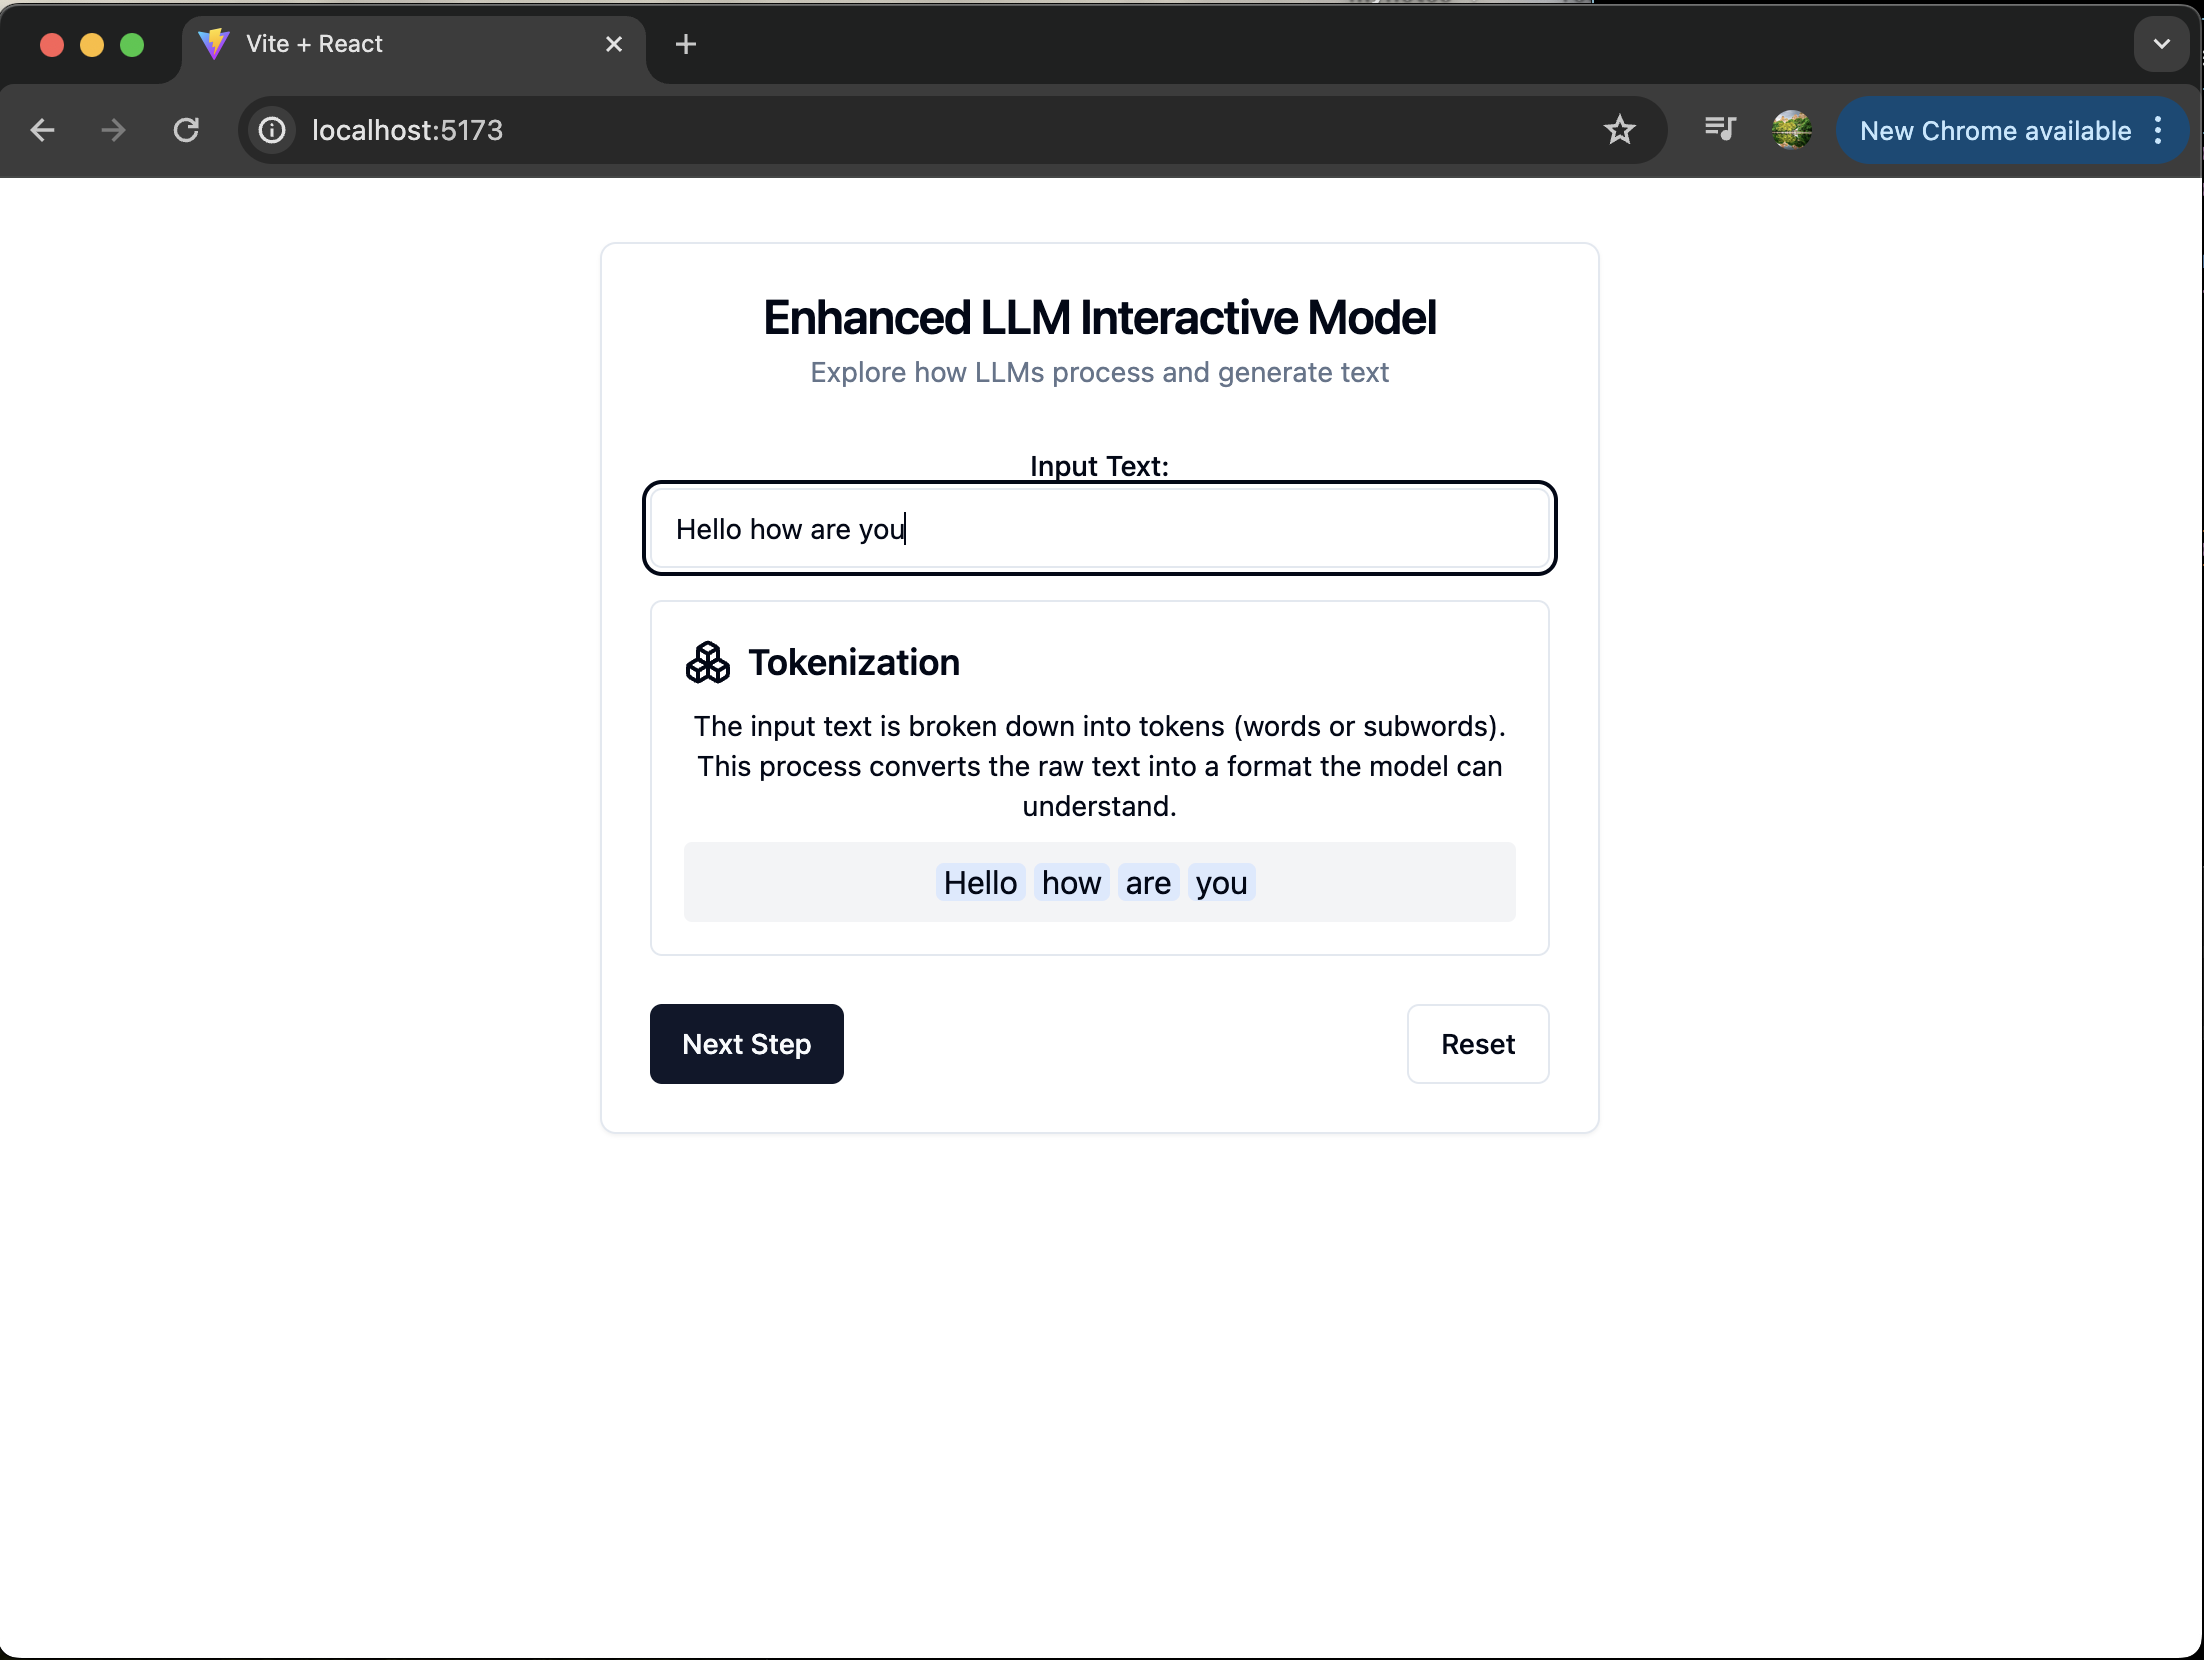 Vite + React
localhost:5173
New Chrome available
Enhanced LLM Interactive Model
Explore how LLMs process and generate text
Input Text:
Hello how are you
Tokenization
The input text is broken down into tokens (words or subwords).
This process converts the raw text into a format the model can
understand.
Hello how are you
Next Step
Reset